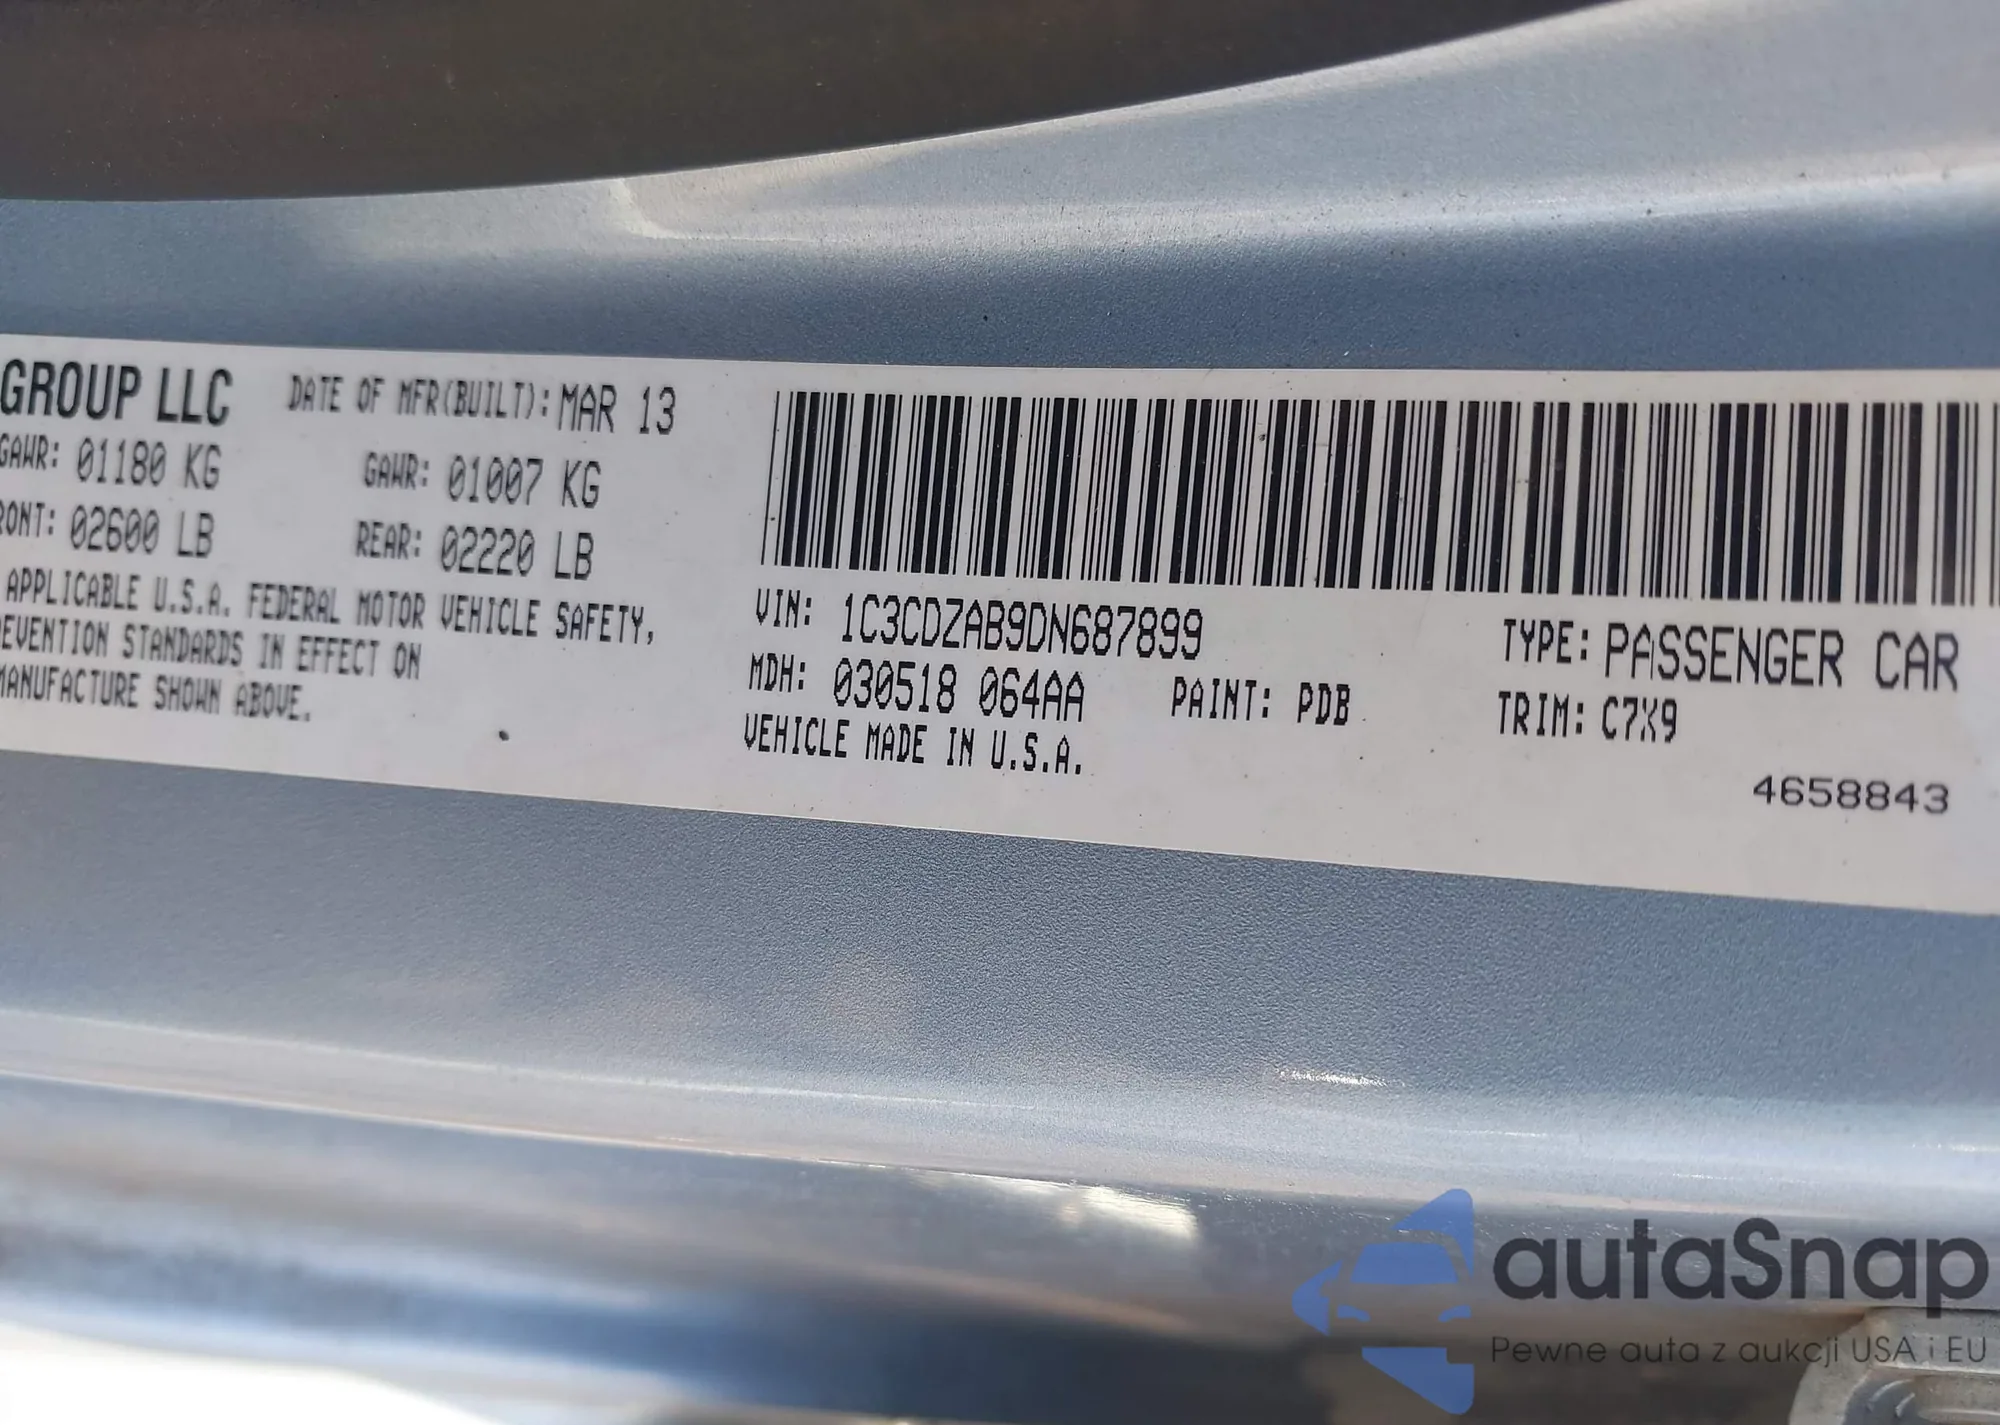 GROUP LLC DATE OF MFR(BUILT): MAR 13
GAWR: 01180 KG GAWR: 01007 KG
RONT: 02600 LB REAR: 02220 LB
APPLICABLE U.S.A. FEDERAL MOTOR VEHICLE SAFETY,
EVENTION STANDARDS IN EFFECT ON
MANUFACTURE SHOWN ABOVE.
VIN: 1C3CDZAB9DN687899 TYPE: PASSENGER CAR
MDH: 030518 064AA PAINT: PDB TRIM: C7X9
VEHICLE MADE IN U.S.A.
4658843
autaSnap
Pewne auta z aukcji USA i EU